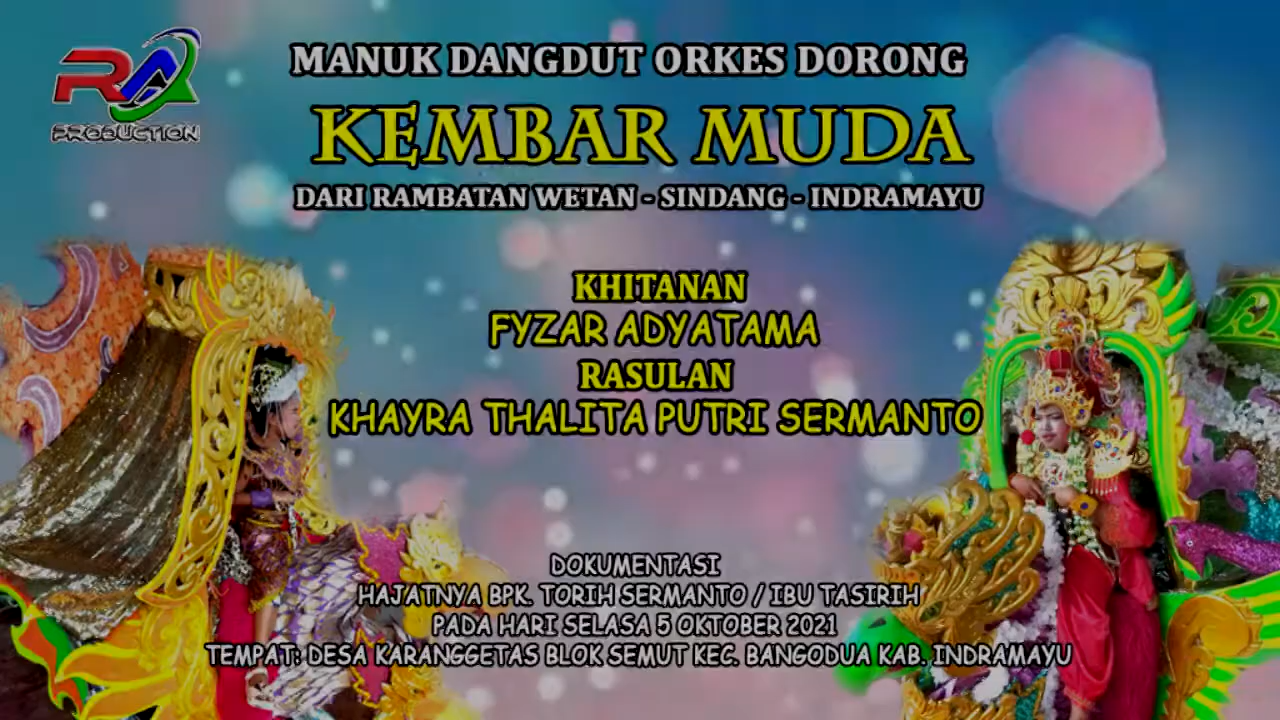 RA
PRODUCTION
MANUK DANGDUT ORKES DORONG
KEMBAR MUDA
DARI RAMBATAN WETAN - SINDANG - INDRAMAYU
KHITANAN
FYZAR ADYATAMA
RASULAN
KHAYRA THALITA PUTRI SERMANTO
DOKUMENTASI
HAJATNYA BPK. TORIH SERMANTO / IBU TASIRIH
PADA HARI SELASA 5 OKTOBER 2021
TEMPAT: DESA KARANGGETAS BLOK SEMUT KEC. BANGODUA KAB. INDRAMAYU